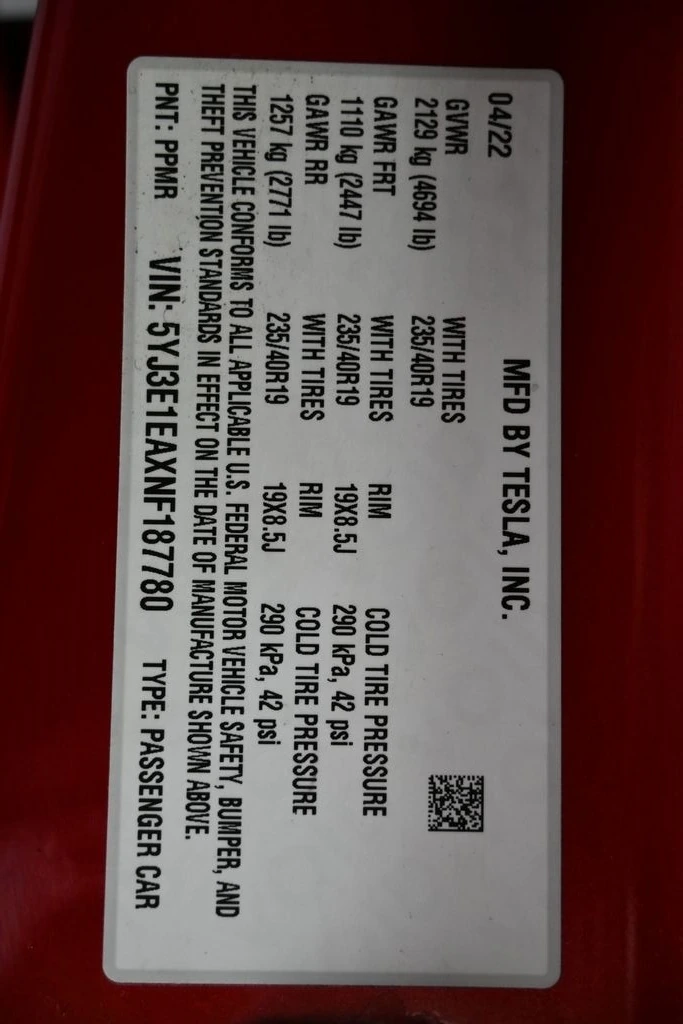 MFD BY TESLA, INC.
04/22
GVWR
2129 kg (4694 lb) WITH TIRES 235/40R19
GAWR FRT WITH TIRES RIM COLD TIRE PRESSURE
1110 kg (2447 lb) 235/40R19 19X8.5J 290 kPa, 42 psi
GAWR RR WITH TIRES RIM COLD TIRE PRESSURE
1257 kg (2771 lb) 235/40R19 19X8.5J 290 kPa, 42 psi
THIS VEHICLE CONFORMS TO ALL APPLICABLE U.S. FEDERAL MOTOR VEHICLE SAFETY, BUMPER, AND
THEFT PREVENTION STANDARDS IN EFFECT ON THE DATE OF MANUFACTURE SHOWN ABOVE.
PNT: PPMR VIN: 5YJ3E1EAXNF187780 TYPE: PASSENGER CAR